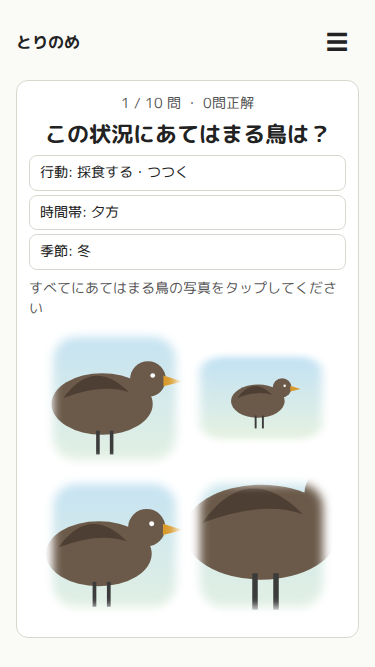 とりのめ
1 / 10 問 · 0問正解
この状況にあてはまる鳥は？
行動: 採食する・つつく
時間帯: 夕方
季節: 冬
すべてにあてはまる鳥の写真をタップしてくださ
い